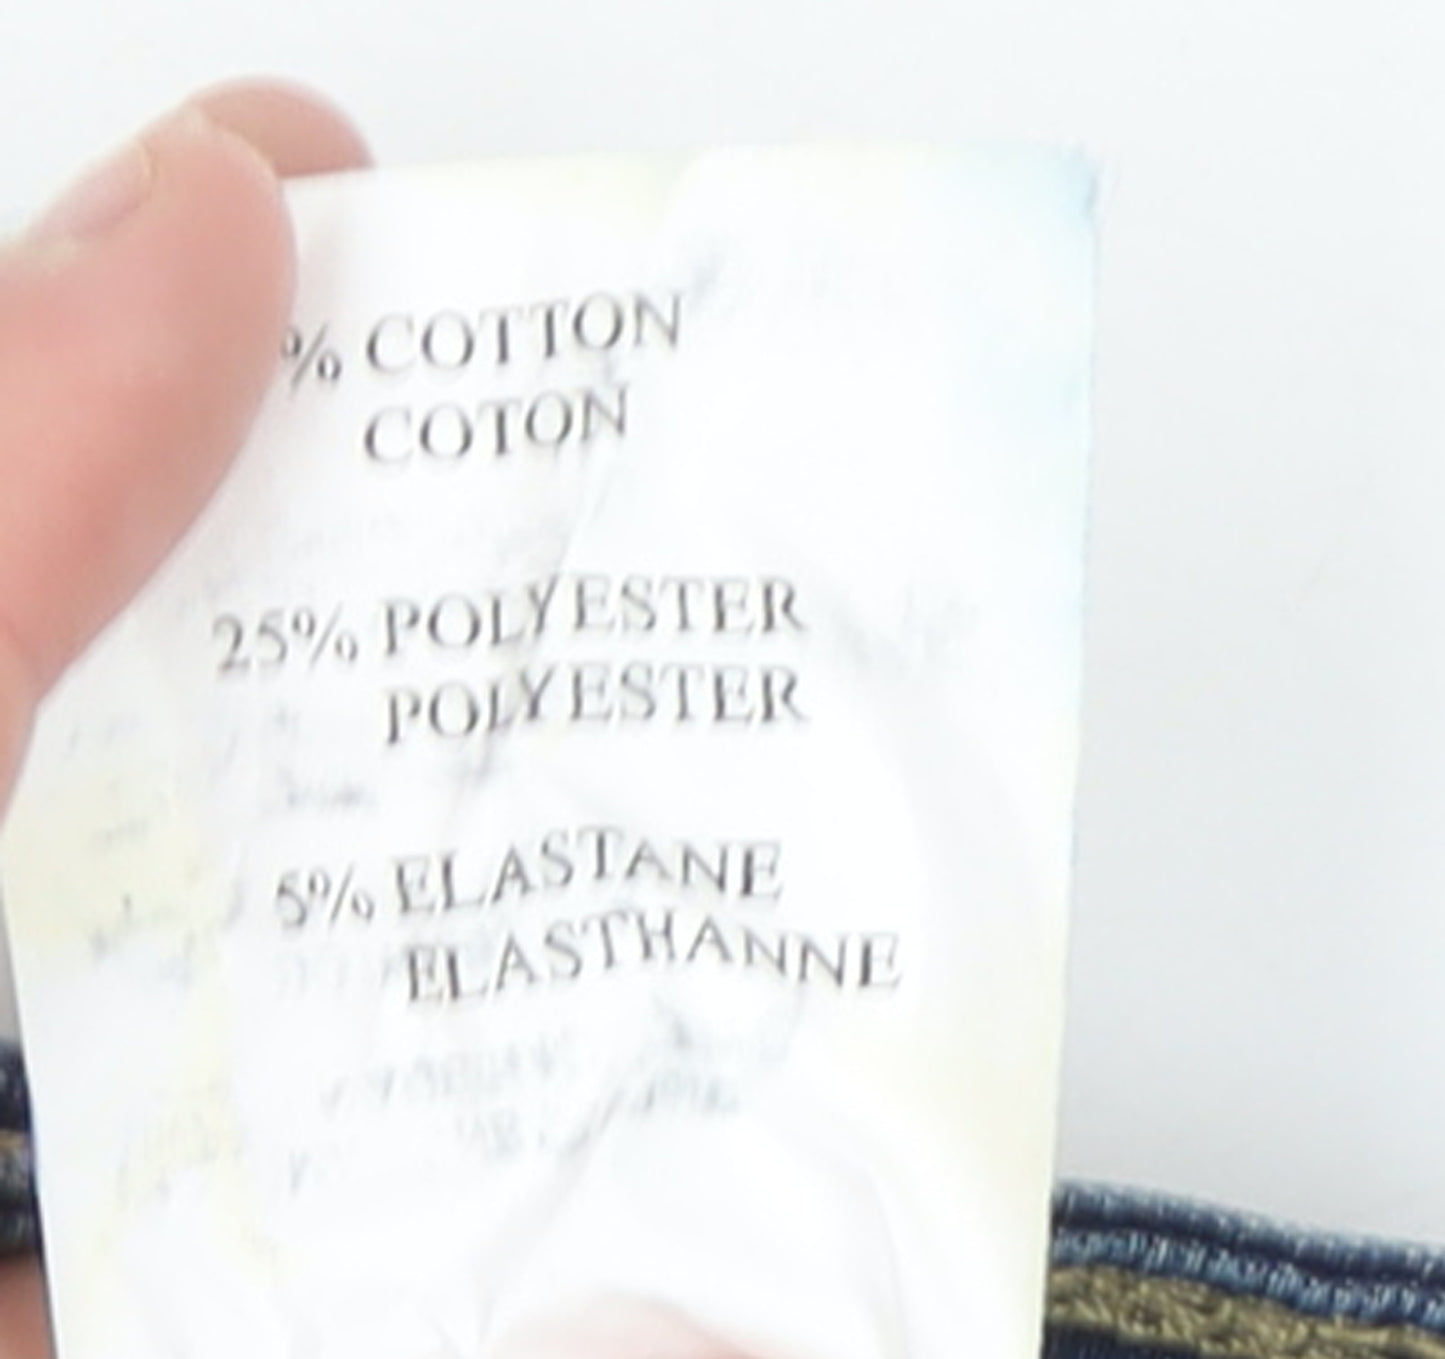 % COTTON
COTON
25% POLYESTER
POLYESTER
5% ELASTANE
ELASTHANNE